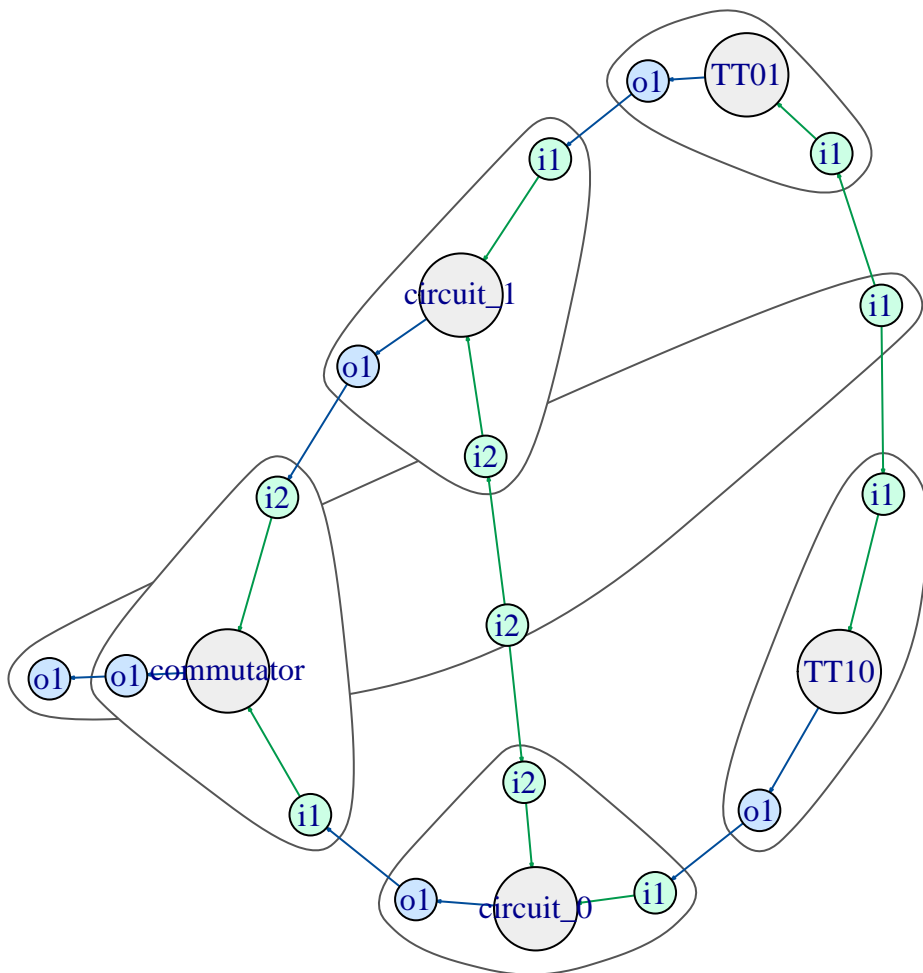 TT01
o1
i1
i1
circuit_1
i1
o1
i2
i1
i2
i2
TT10
commutator
o1
o1
i2
o1
i1
i1
o1
circuit_0